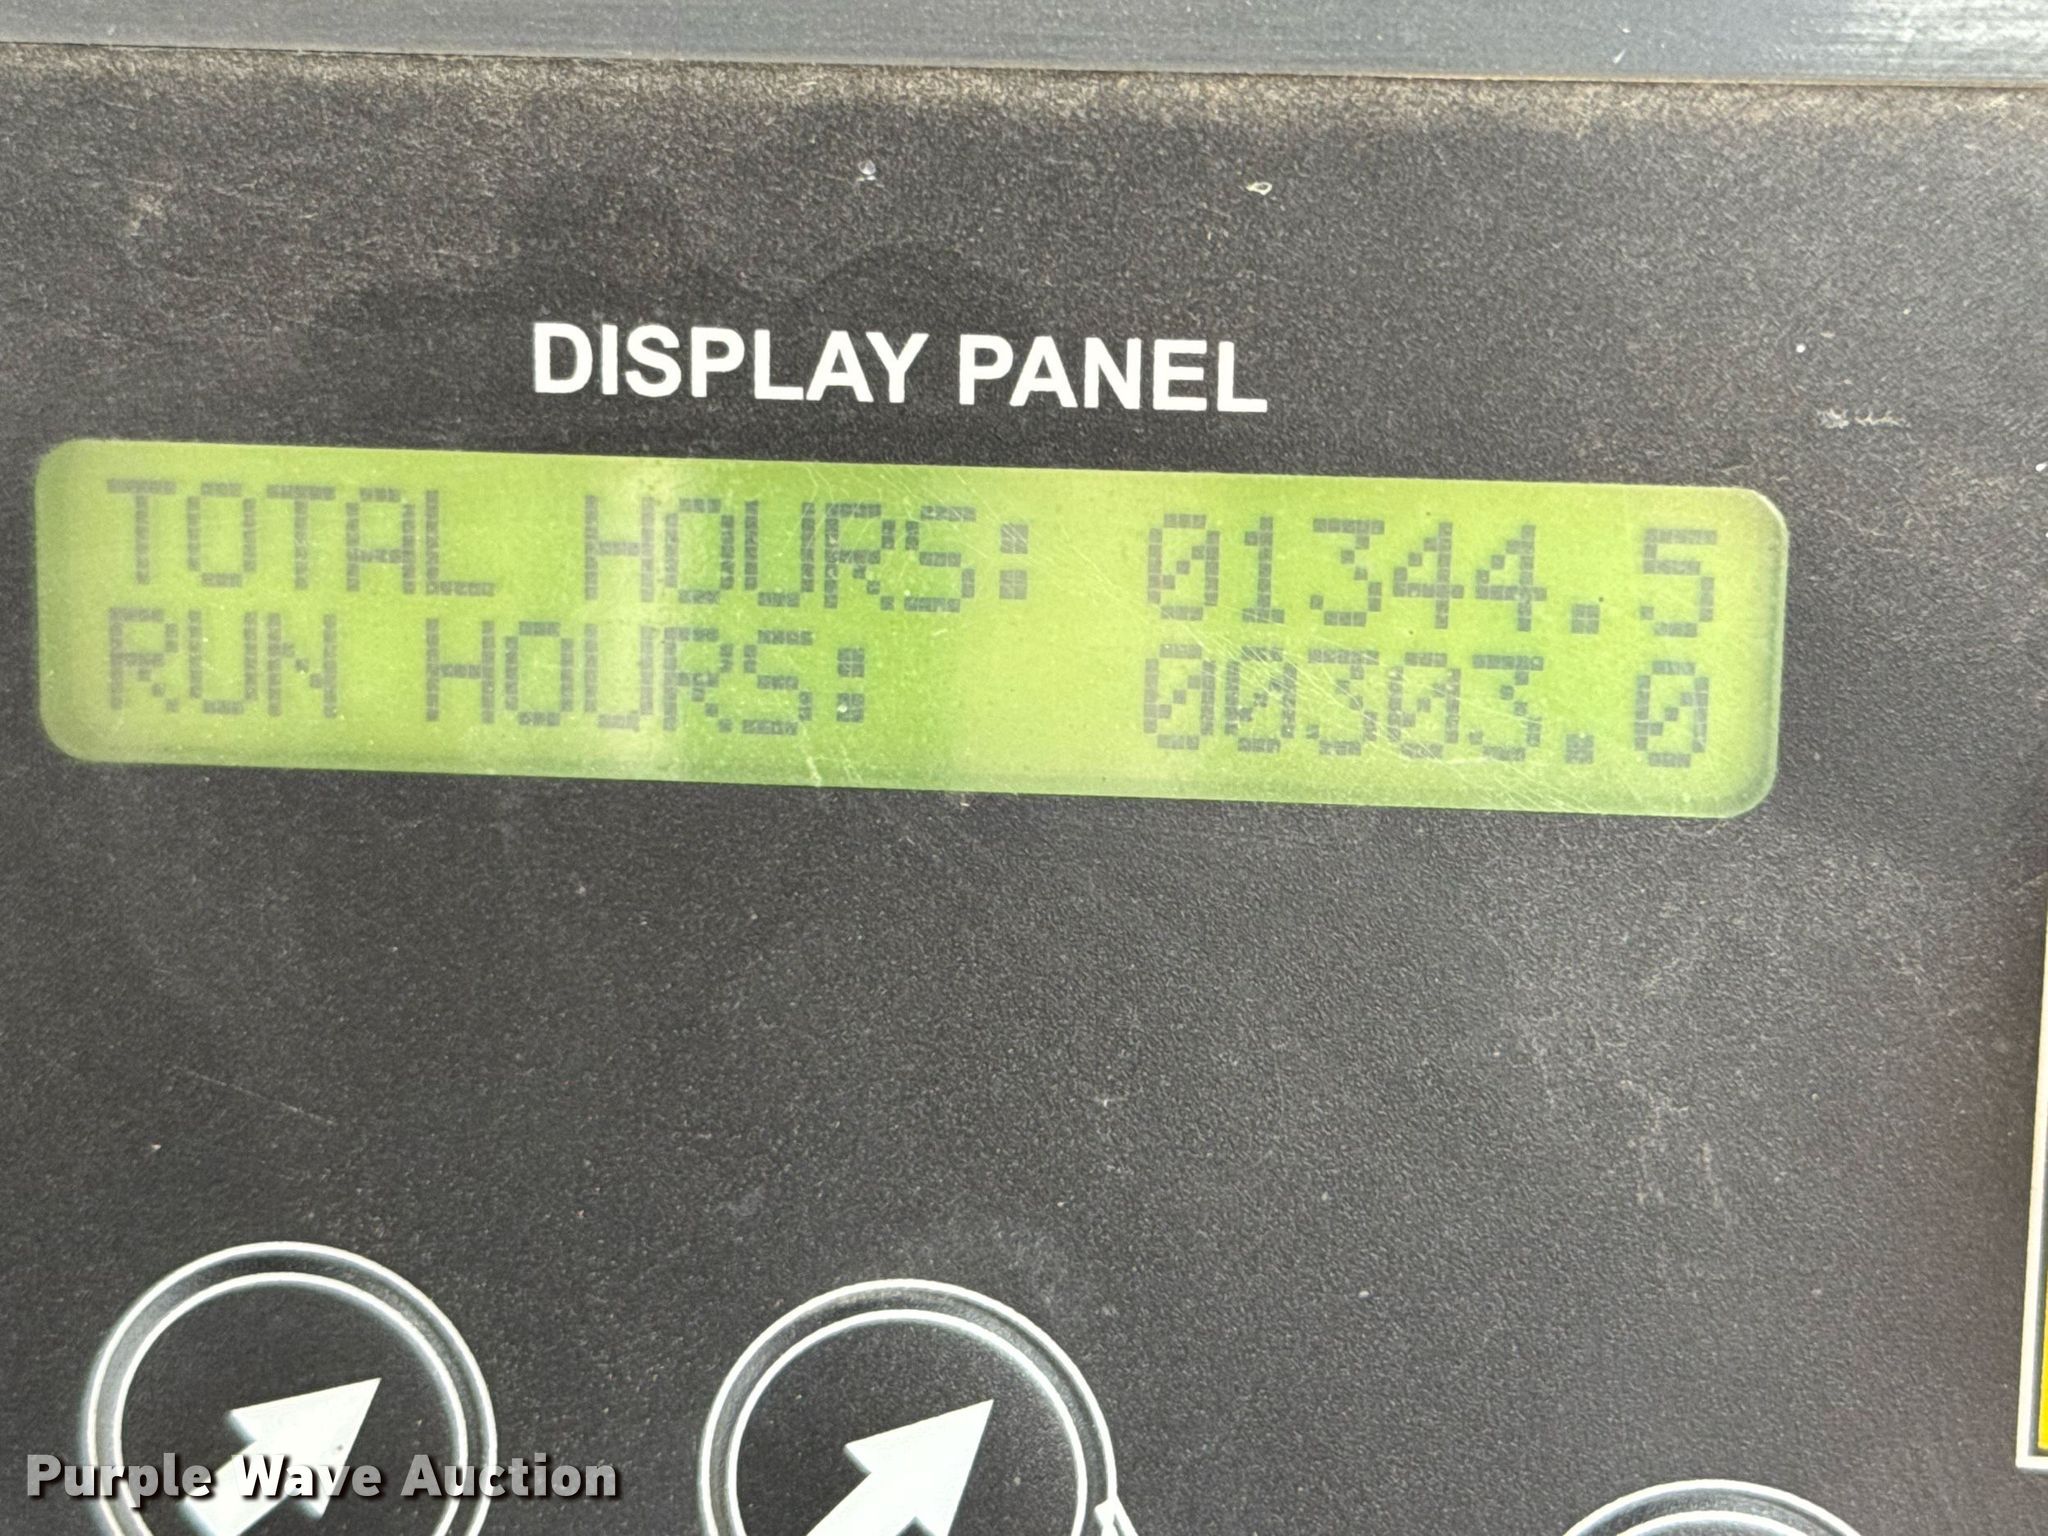 DISPLAY PANEL
TOTAL HOURS: 01344.5
RUN HOURS: 00303.0
Purple Wave Auction